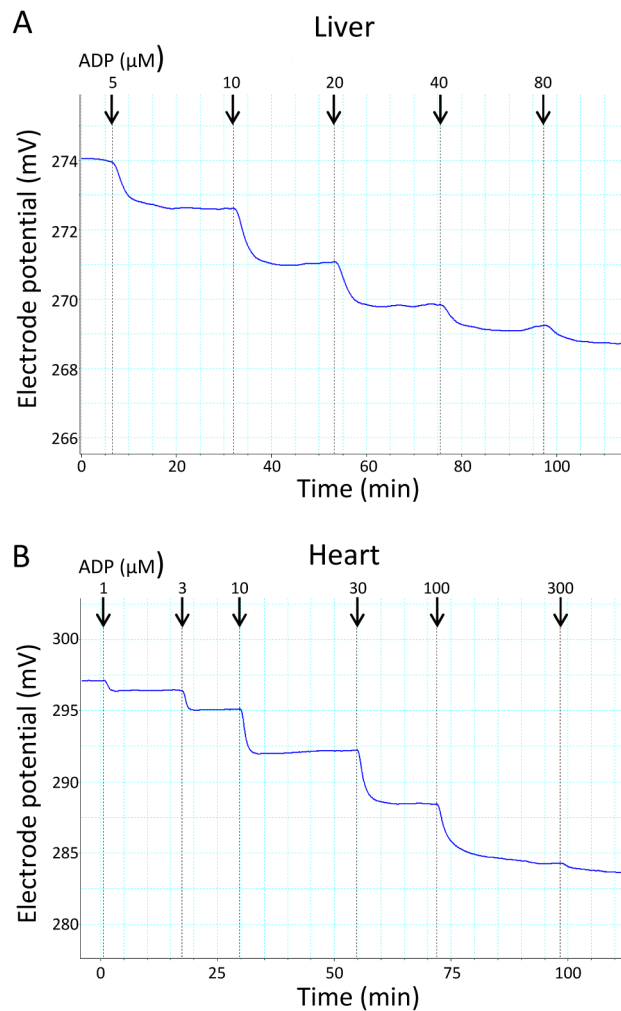 A
Liver
ADP (μM)
5 10 20 40 80
274
272
270
268
266
Electrode potential (mV)
0 20 40 60 80 100
Time (min)
B
Heart
ADP (μM)
1 3 10 30 100 300
300
295
290
285
280
Electrode potential (mV)
0 25 50 75 100
Time (min)